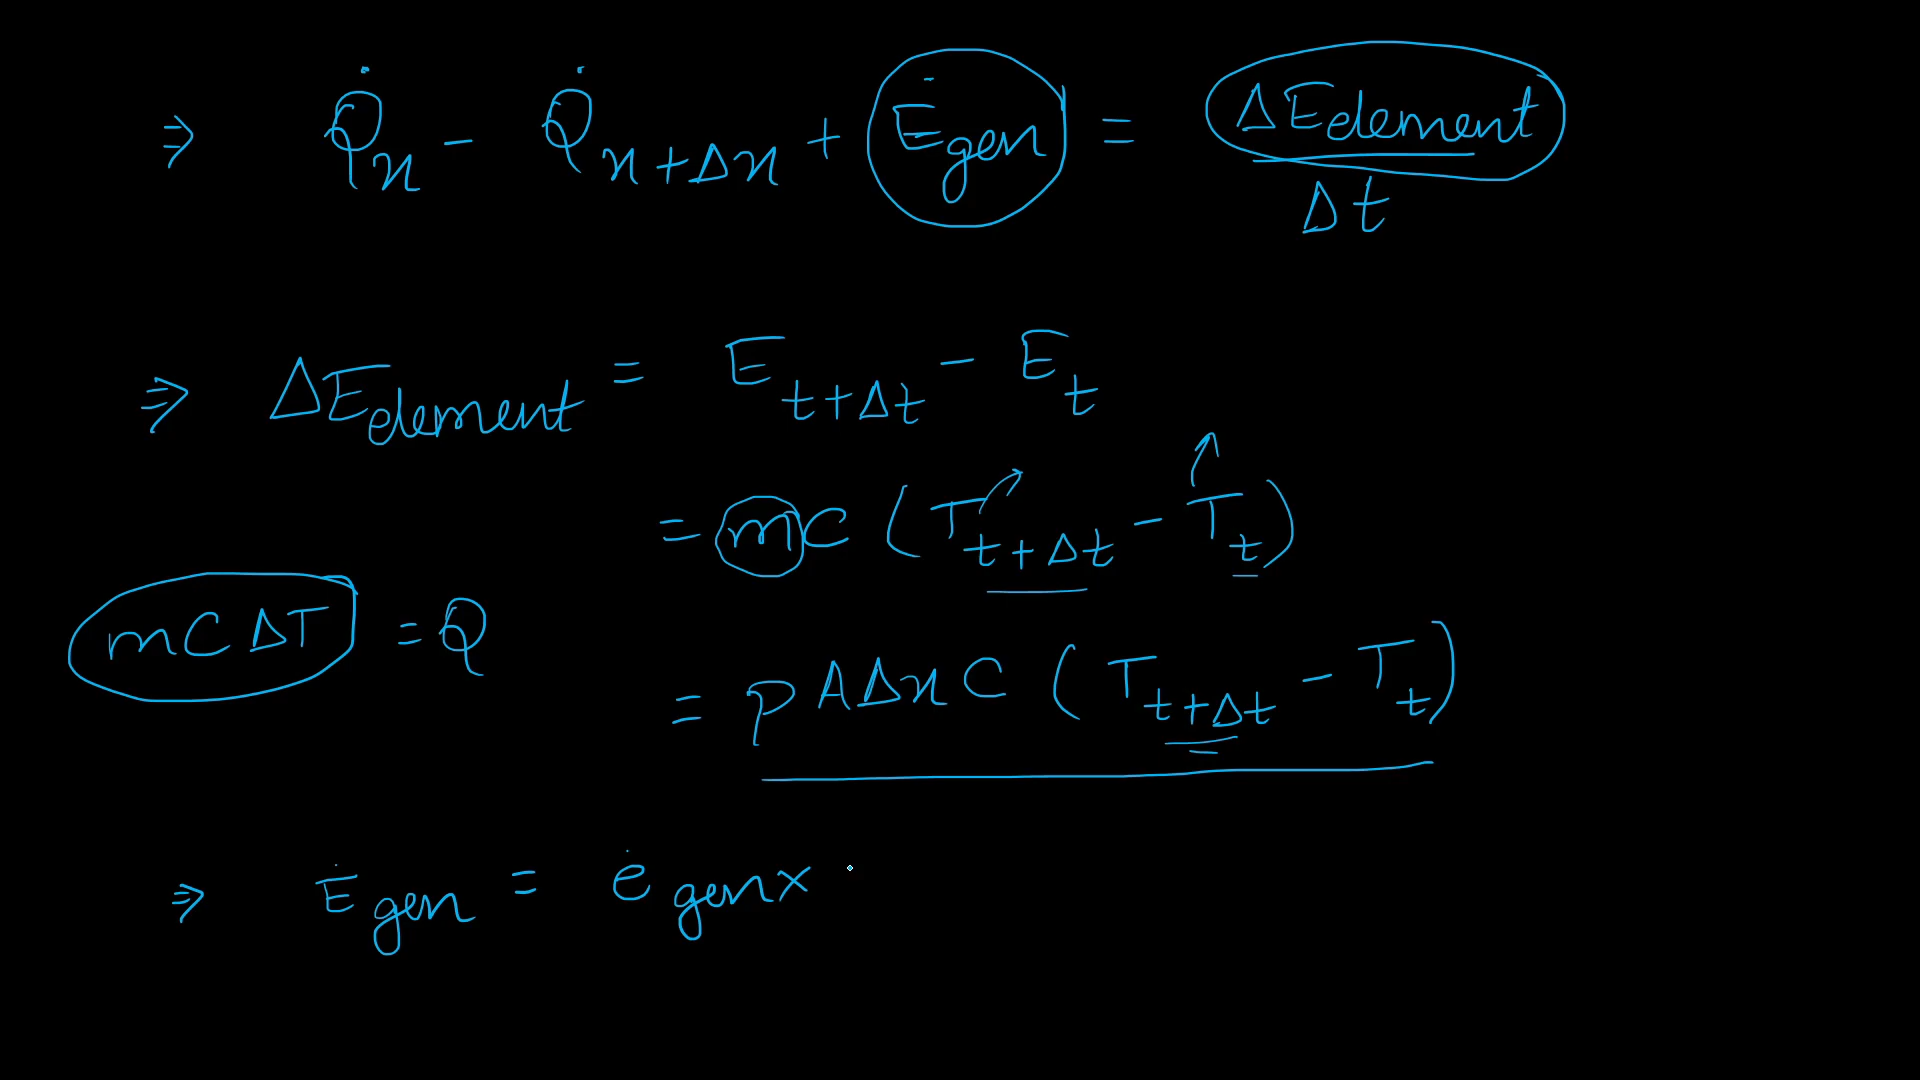 ⇒ Q̇x - Q̇x+Δx + Ėgen = ΔEelement / Δt
⇒ ΔEelement = Et+Δt - Et
= mC (Tt+Δt - Tt)
mCΔT = Q
= ρAΔxC (Tt+Δt - Tt)
⇒ Ėgen = ėgen x